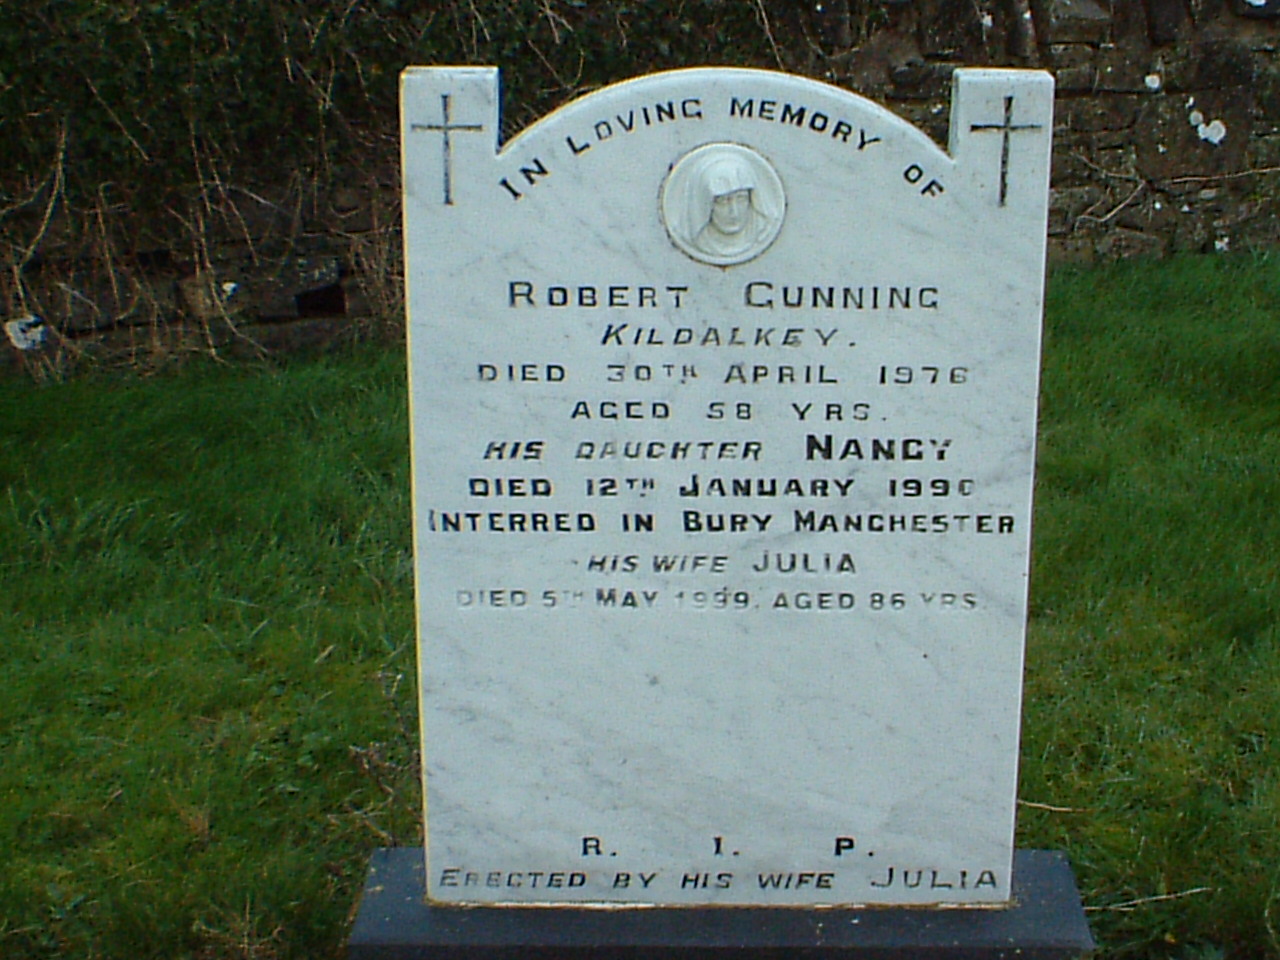 IN LOVING MEMORY OF
ROBERT GUNNING
KILDALKEY.
DIED 30TH APRIL 1976
AGED 58 YRS.
HIS DAUGHTER NANCY
DIED 12TH JANUARY 1990
INTERRED IN BURY MANCHESTER
HIS WIFE JULIA
DIED 5TH MAY 1999. AGED 86 YRS.
R. I. P.
ERECTED BY HIS WIFE JULIA